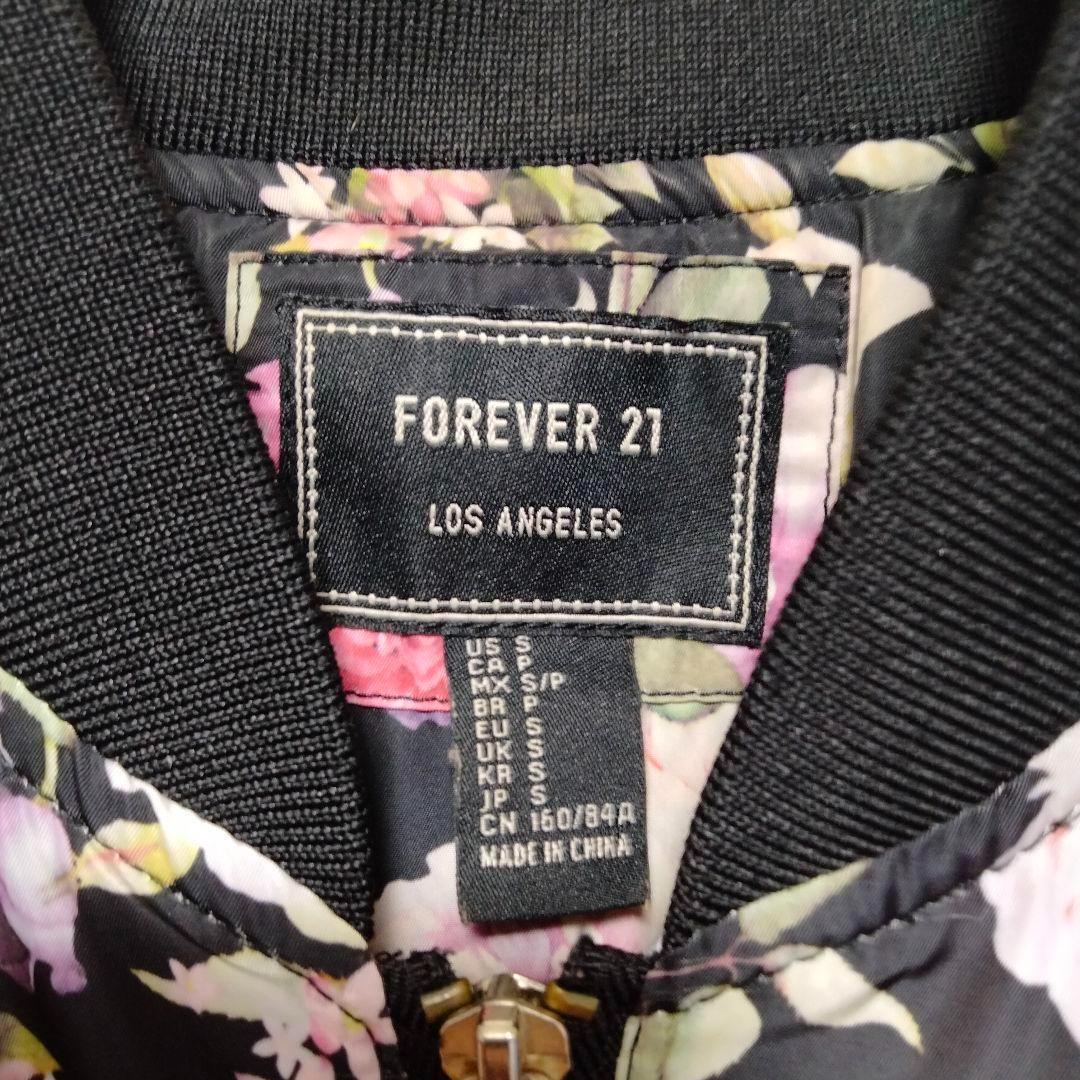 FOREVER 21
LOS ANGELES
US S
CA P
MX S/P
BR P
EU S
UK S
KR S
JP S
CN 160/84A
MADE IN CHINA